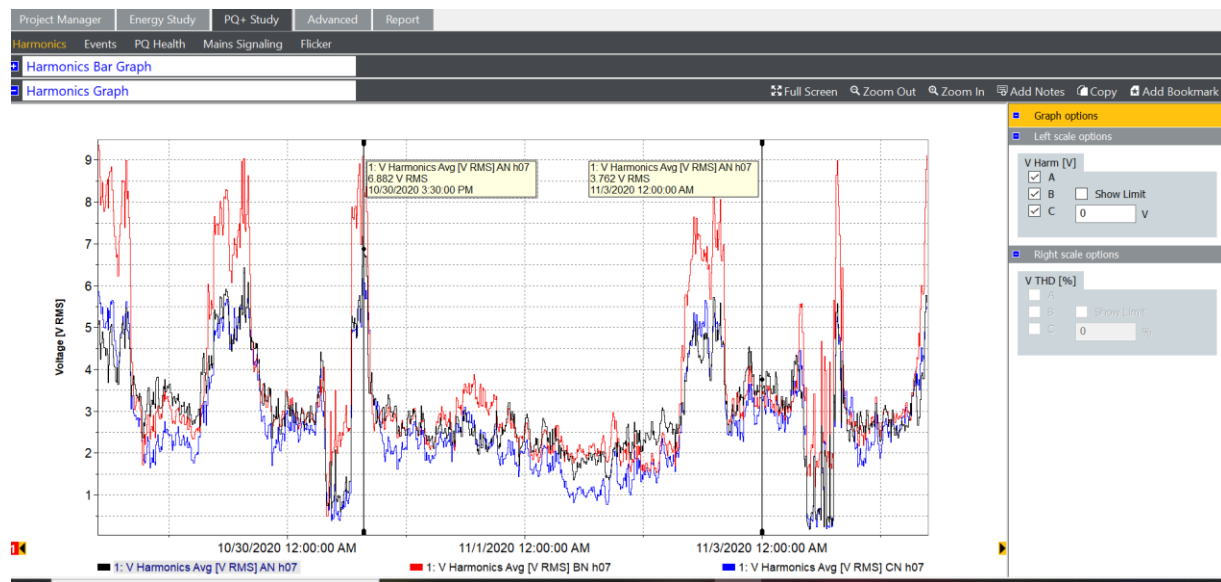 Project Manager Energy Study PQ+ Study Advanced Report
Harmonics Events PQ Health Mains Signaling Flicker
Harmonics Bar Graph
Harmonics Graph Full Screen Zoom Out Zoom In Add Notes Copy Add Bookmark
Graph options
Left scale options
V Harm [V]
A
B Show Limit
C 0 V
Right scale options
V THD [%]
A
B Show Limit
C 0 %
1: V Harmonics Avg [V RMS] AN h07
6.882 V RMS
10/30/2020 3:30:00 PM
1: V Harmonics Avg [V RMS] AN h07
3.762 V RMS
11/3/2020 12:00:00 AM
Voltage [V RMS]
9
8
7
6
5
4
3
2
1
1
10/30/2020 12:00:00 AM 11/1/2020 12:00:00 AM 11/3/2020 12:00:00 AM
1: V Harmonics Avg [V RMS] AN h07 1: V Harmonics Avg [V RMS] BN h07 1: V Harmonics Avg [V RMS] CN h07